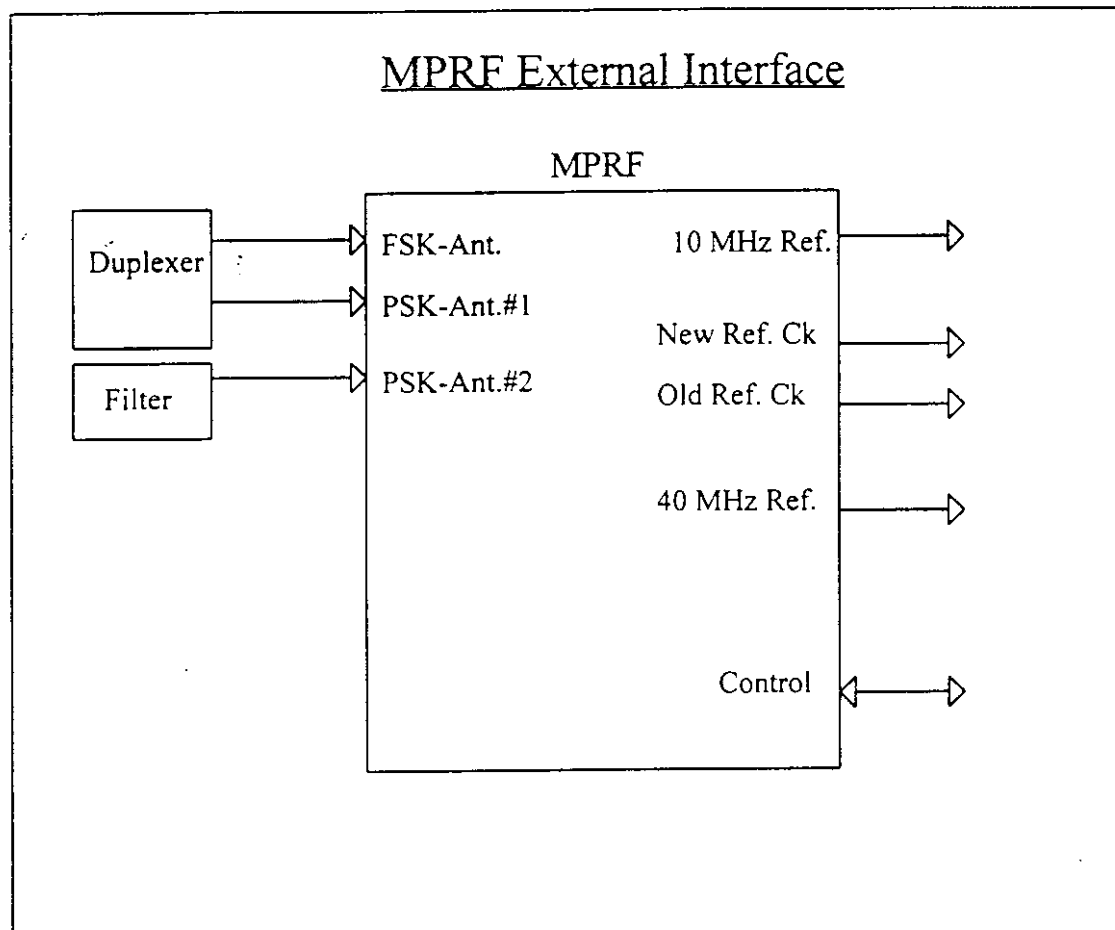 MPRF External Interface
MPRF
Duplexer
Filter
FSK-Ant.
PSK-Ant.#1
PSK-Ant.#2
10 MHz Ref.
New Ref. Ck
Old Ref. Ck
40 MHz Ref.
Control